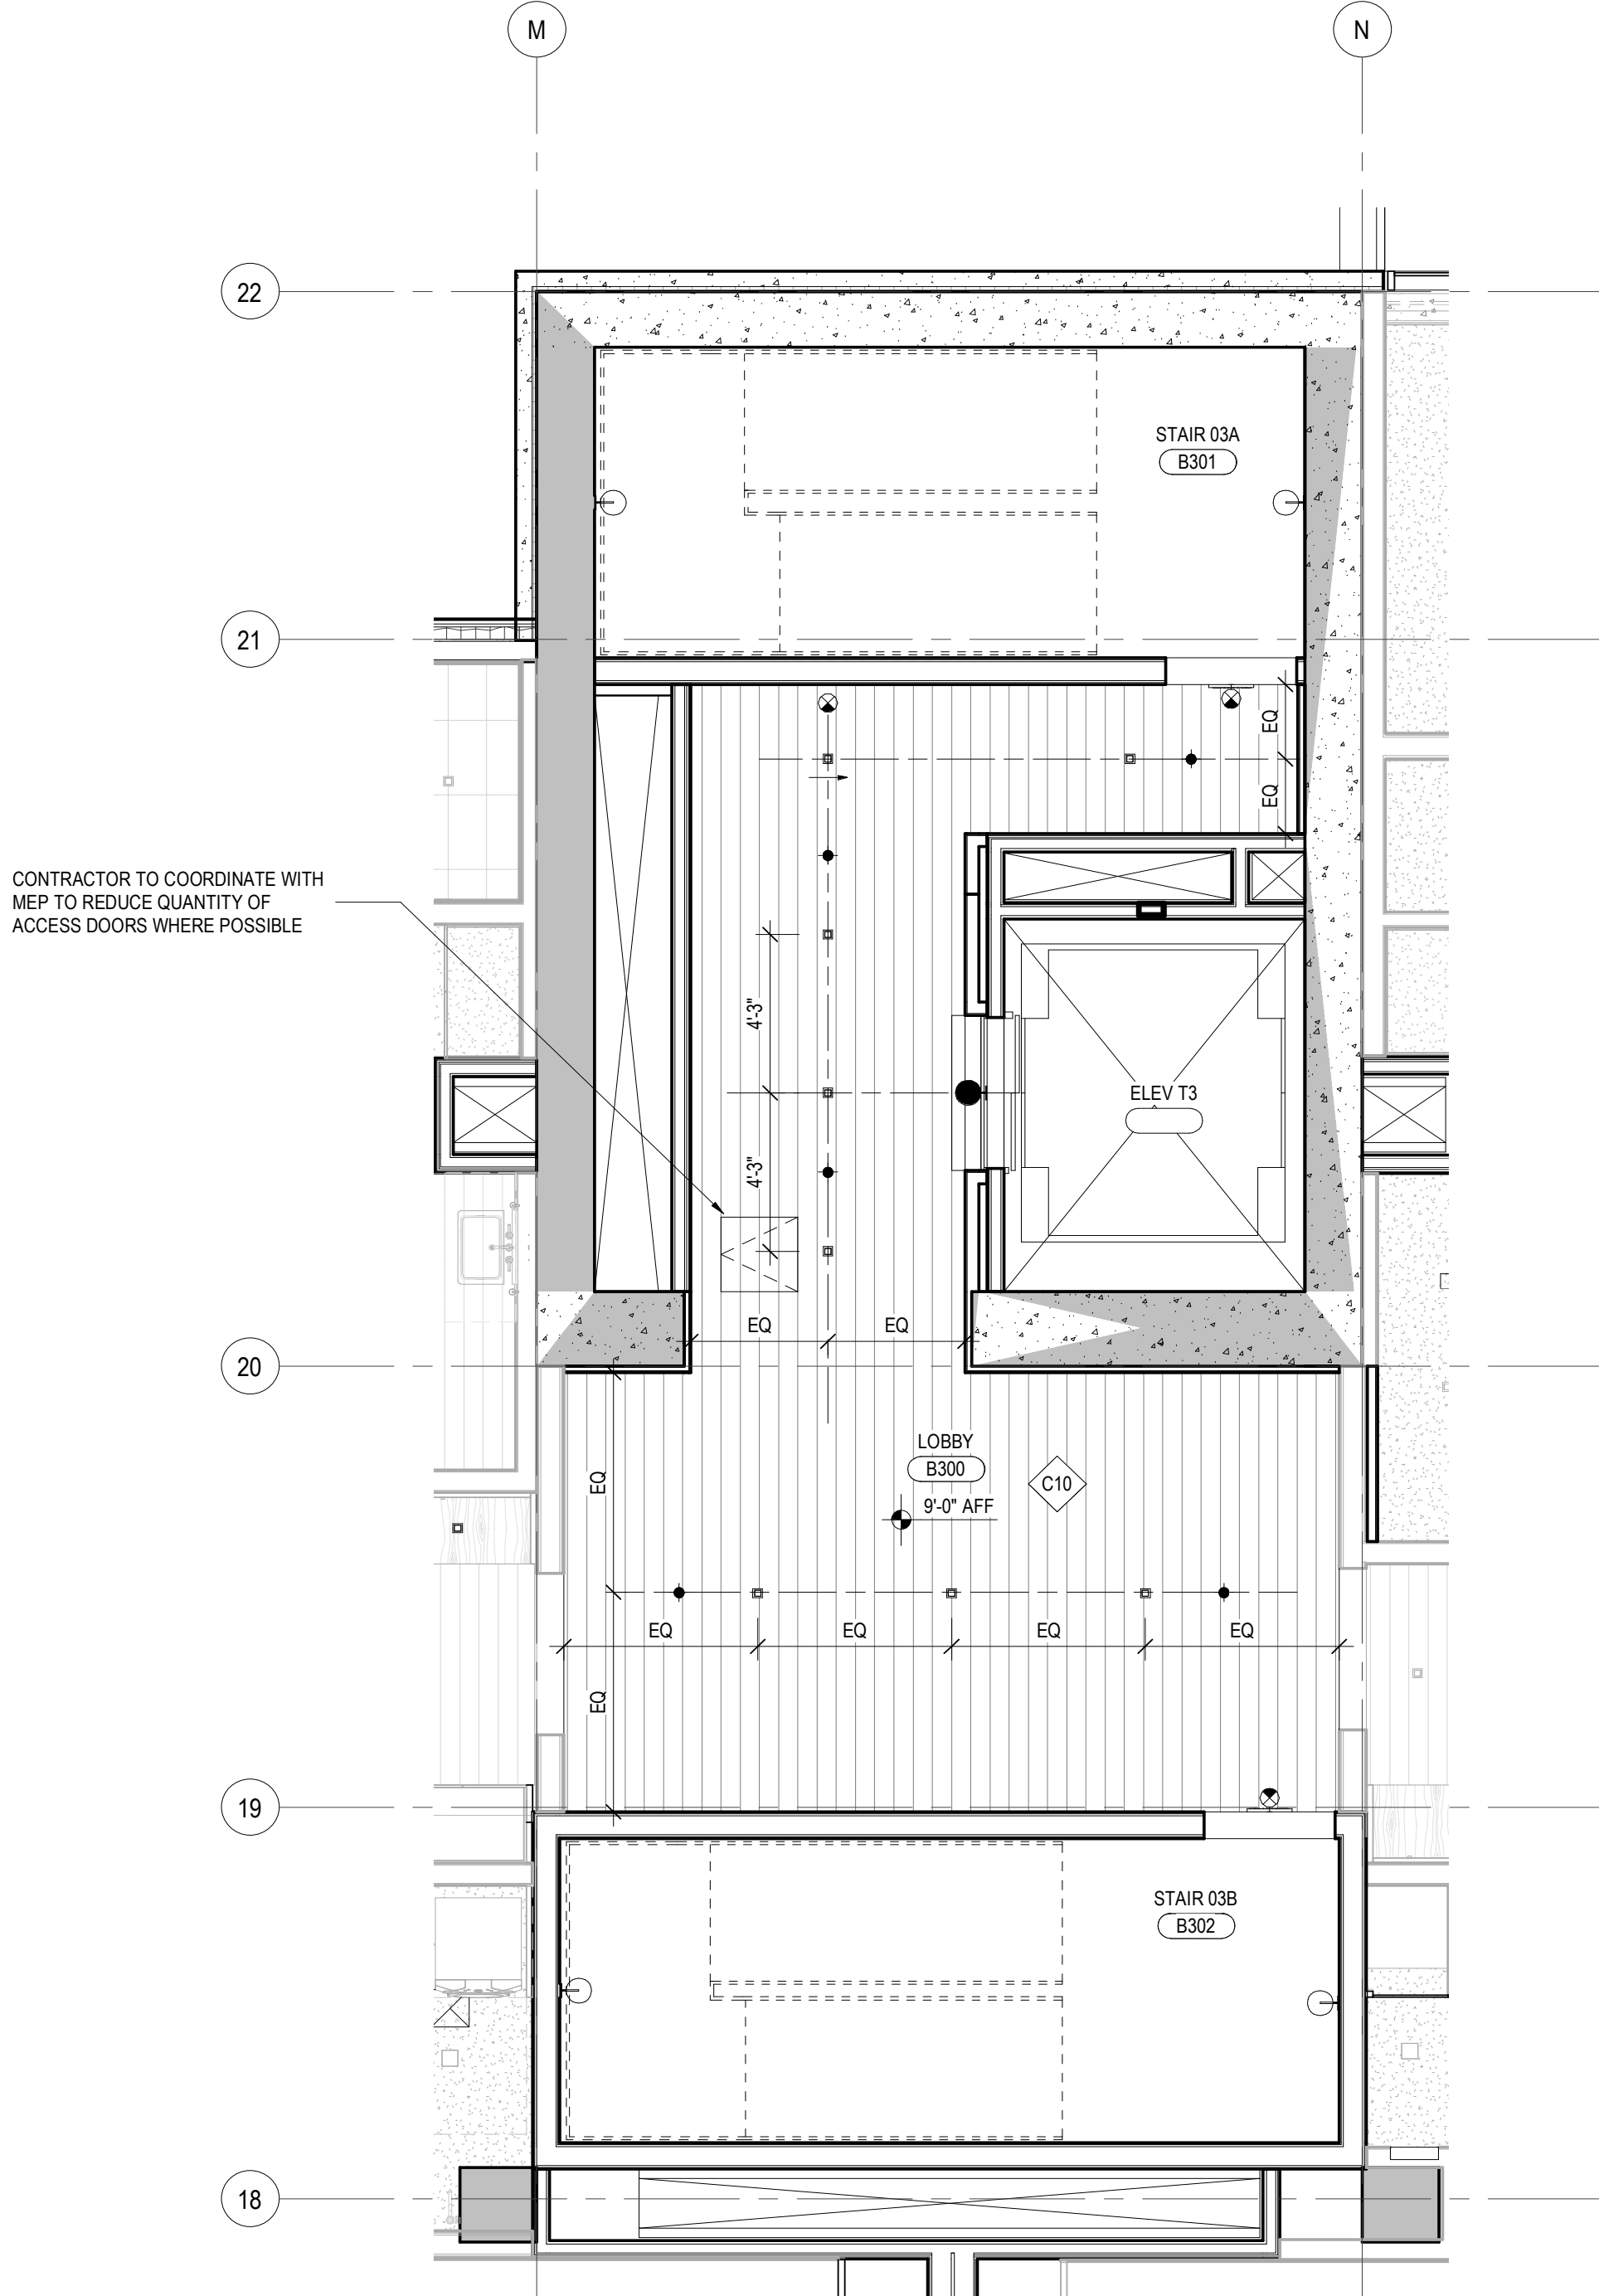 M
N
22
STAIR 03A
B301
21
EQ
EQ
CONTRACTOR TO COORDINATE WITH
MEP TO REDUCE QUANTITY OF
ACCESS DOORS WHERE POSSIBLE
4'-3"
ELEV T3
4'-3"
EQ
EQ
20
LOBBY
B300
C10
EQ
9'-0" AFF
EQ
EQ
EQ
EQ
EQ
19
STAIR 03B
B302
18